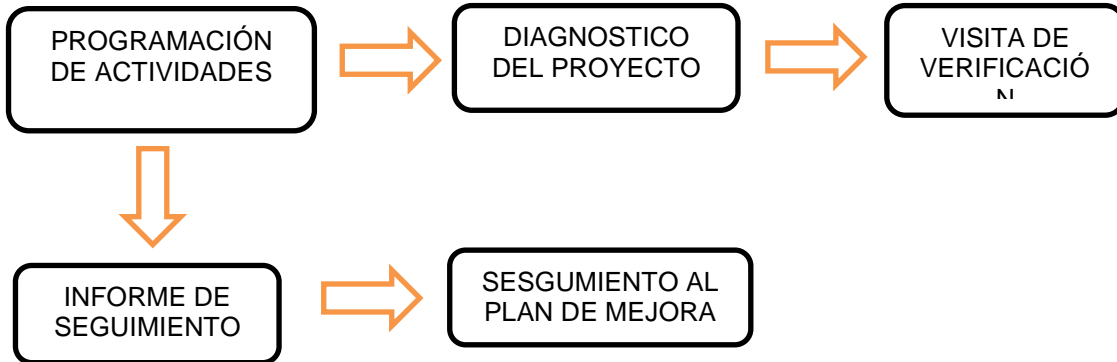 PROGRAMACIÓN
DE ACTIVIDADES
DIAGNOSTICO
DEL PROYECTO
VISITA DE
VERIFICACIÓ
N
INFORME DE
SEGUIMIENTO
SESGUMIENTO AL
PLAN DE MEJORA